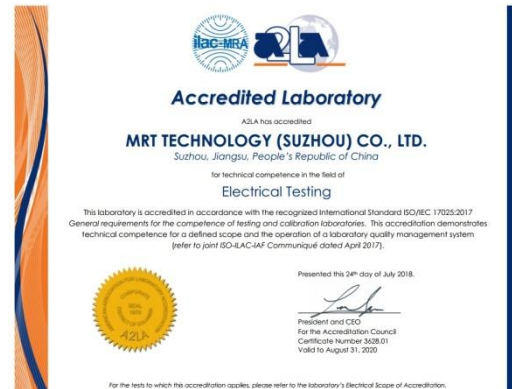 ilac-MRA
A2LA
Accredited Laboratory
A2LA has accredited
MRT TECHNOLOGY (SUZHOU) CO., LTD.
Suzhou, Jiangsu, People's Republic of China
for technical competence in the field of
Electrical Testing
This laboratory is accredited in accordance with the recognized International Standard ISO/IEC 17025:2017
General requirements for the competence of testing and calibration laboratories. This accreditation demonstrates
technical competence for a defined scope and the operation of a laboratory quality management system
(refer to joint ISO-ILAC-IAF Communiqué dated April 2017).
Presented this 24th day of July 2018.
President and CEO
For the Accreditation Council
Certificate Number 3628.01
Valid to August 31, 2020
CORPORATE
SEAL
1978
A2LA
For the tests to which this accreditation applies, please refer to the laboratory's Electrical Scope of Accreditation.